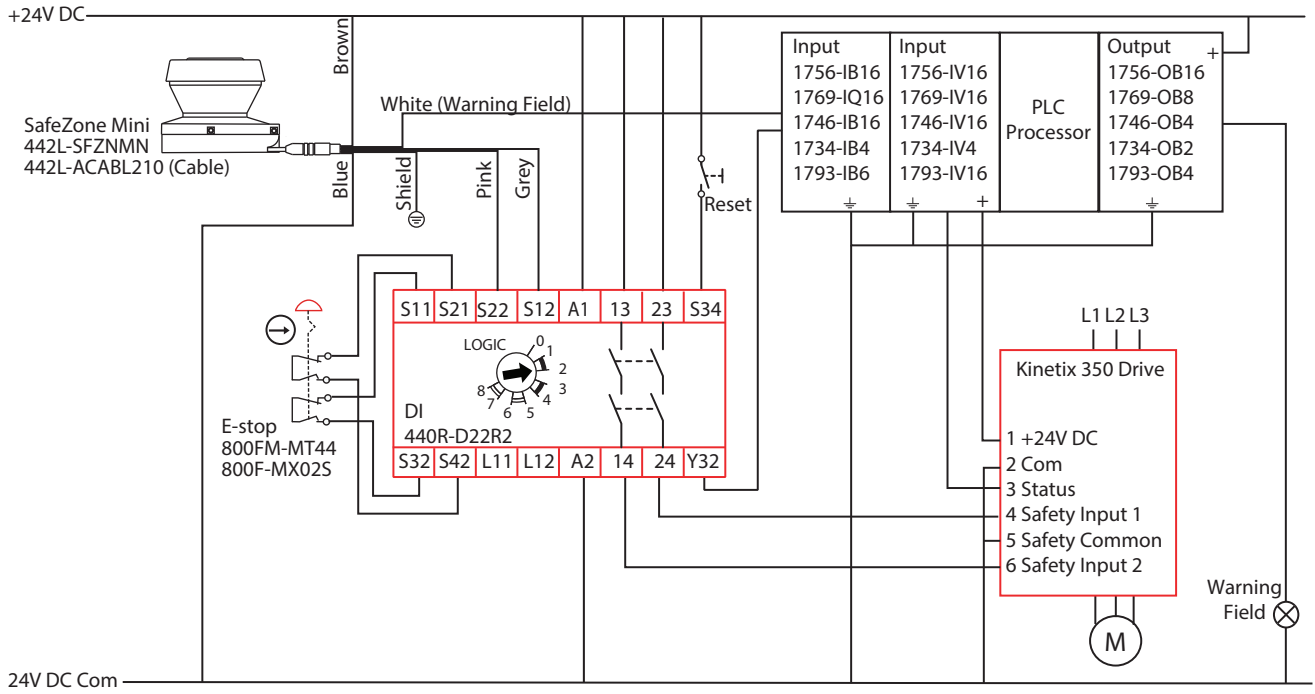 +24V DC
Brown
White (Warning Field)
SafeZone Mini
442L-SFZNMN
442L-ACABL210 (Cable)
Blue
Shield
Pink
Grey
Reset
Input
1756-IB16
1769-IQ16
1746-IB16
1734-IB4
1793-IB6
Input
1756-IV16
1769-IV16
1746-IV16
1734-IV4
1793-IV16
+
PLC
Processor
Output
+
1756-OB16
1769-OB8
1746-OB4
1734-OB2
1793-OB4
S11 S21 S22 S12 A1 13 23 S34
LOGIC
0
1
2
3
4
5
6
7
8
DI
440R-D22R2
S32 S42 L11 L12 A2 14 24 Y32
E-stop
800FM-MT44
800F-MX02S
L1 L2 L3
Kinetix 350 Drive
1 +24V DC
2 Com
3 Status
4 Safety Input 1
5 Safety Common
6 Safety Input 2
M
Warning
Field
24V DC Com